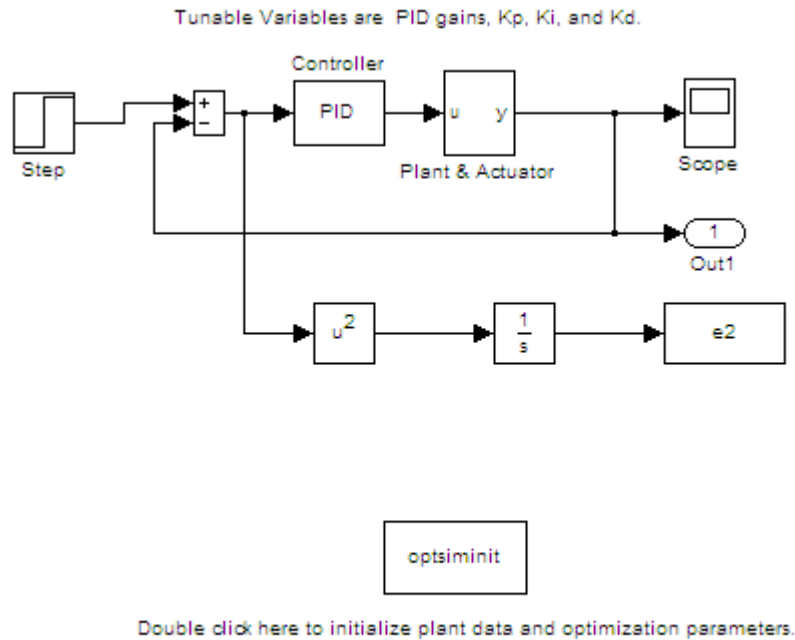 Tunable Variables are PID gains, Kp, Ki, and Kd.
Controller
+
−
PID
u y
Step
Plant & Actuator
Scope
1
Out1
u2
1
s
e2
optsiminit
Double click here to initialize plant data and optimization parameters.